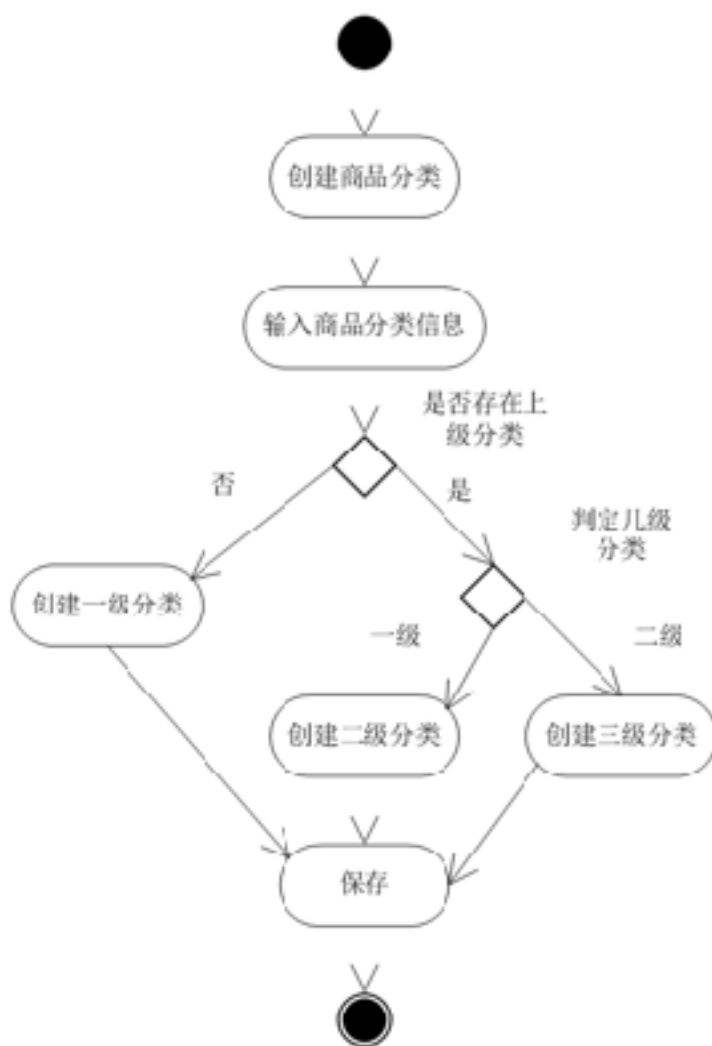 创建商品分类
输入商品分类信息
是否存在上
级分类
否
是
判定几级
分类
创建一级分类
一级
二级
创建二级分类
创建三级分类
保存